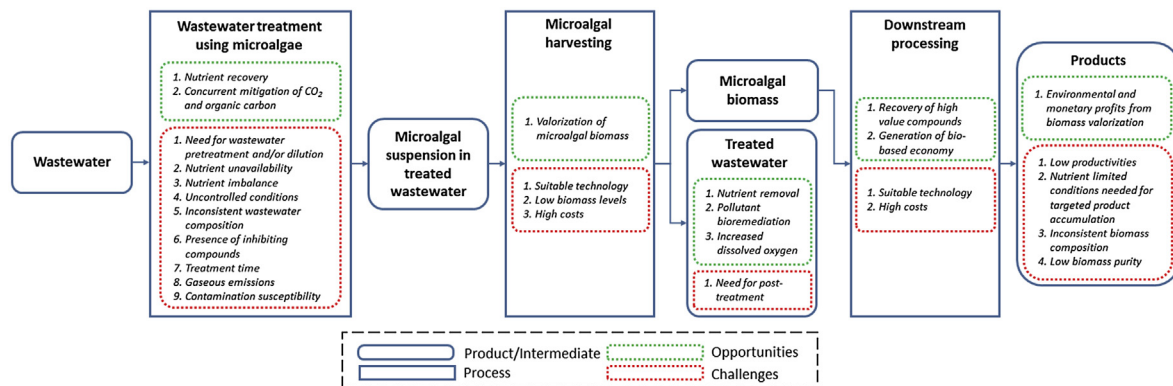 Wastewater
Wastewater treatment
using microalgae
1. Nutrient recovery
2. Concurrent mitigation of CO2
and organic carbon
1. Need for wastewater
pretreatment and/or dilution
2. Nutrient unavailability
3. Nutrient imbalance
4. Uncontrolled conditions
5. Inconsistent wastewater
composition
6. Presence of inhibiting
compounds
7. Treatment time
8. Gaseous emissions
9. Contamination susceptibility
Microalgal
suspension in
treated
wastewater
Microalgal
harvesting
1. Valorization of
microalgal biomass
1. Suitable technology
2. Low biomass levels
3. High costs
Microalgal
biomass
Treated
wastewater
1. Nutrient removal
2. Pollutant
bioremediation
3. Increased
dissolved oxygen
1. Need for post-
treatment
Downstream
processing
1. Recovery of high
value compounds
2. Generation of bio-
based economy
1. Suitable technology
2. High costs
Products
1. Environmental and
monetary profits from
biomass valorization
1. Low productivities
2. Nutrient limited
conditions needed for
targeted product
accumulation
3. Inconsistent biomass
composition
4. Low biomass purity
Product/Intermediate
Opportunities
Process
Challenges